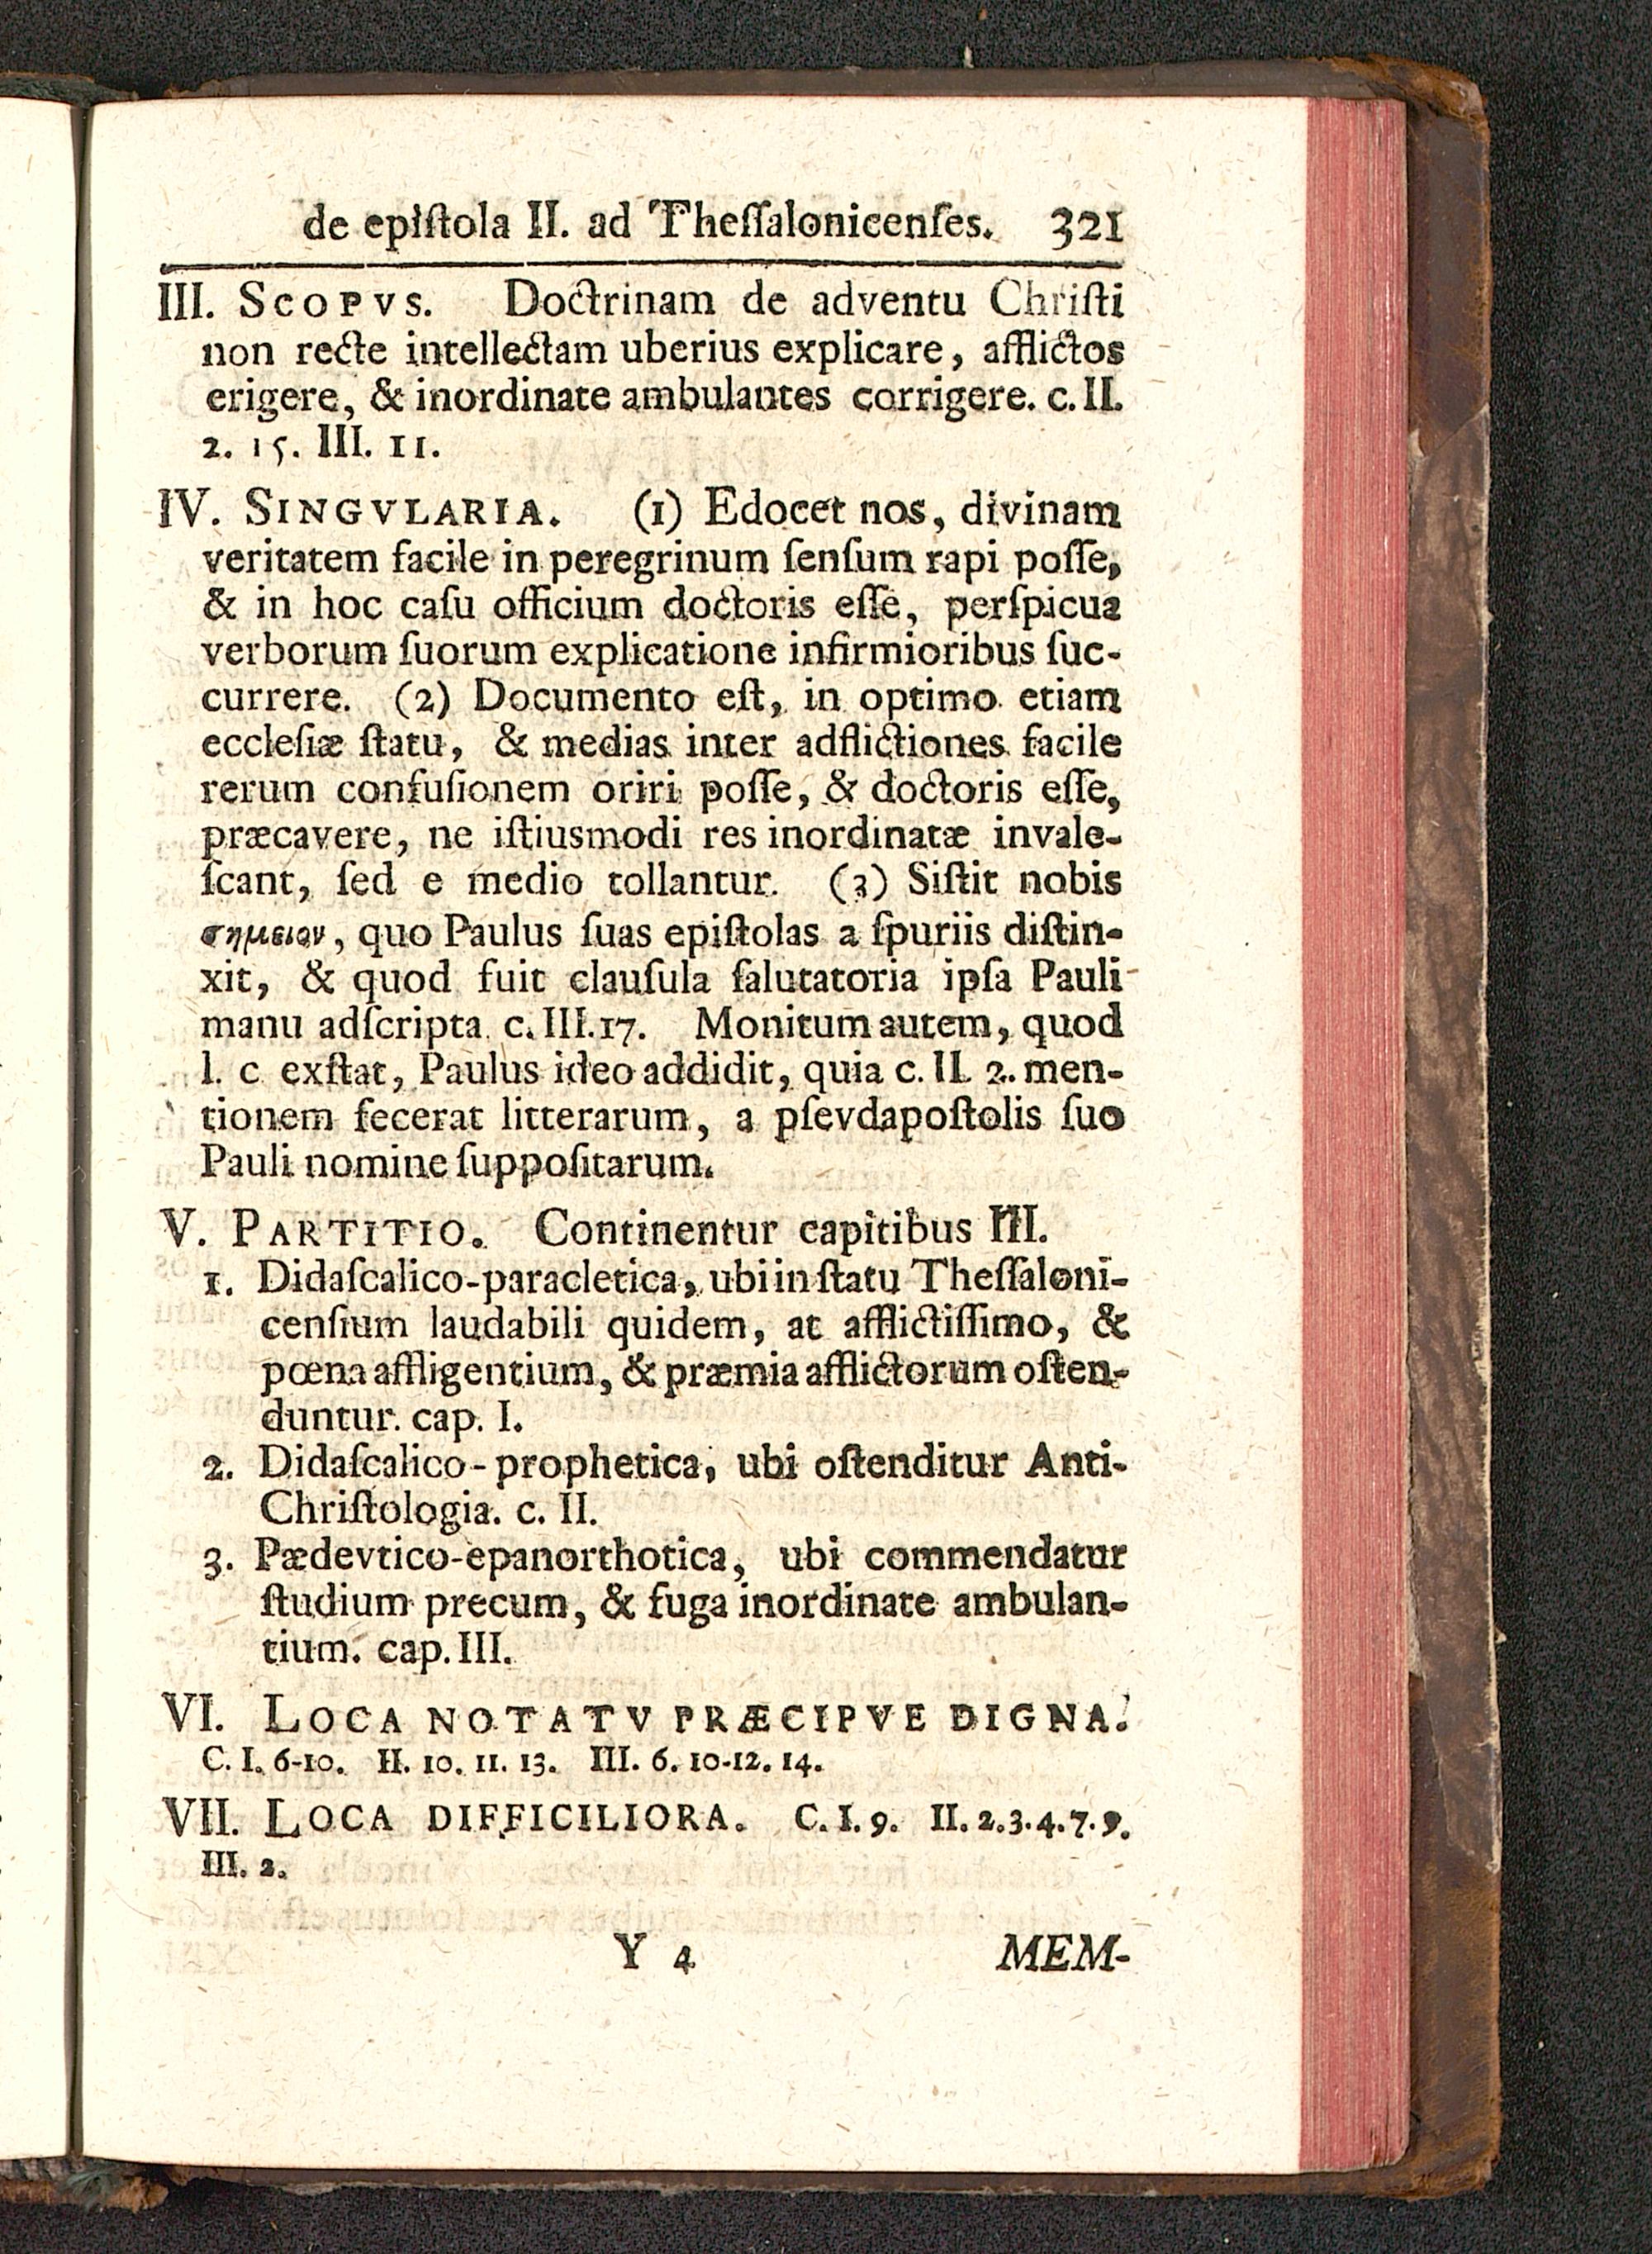 de epiſtola II. ad Theſſalonicenſes. 321
III. SCOPVS. Doctrinam de adventu Chriſti
non recte intellectam uberius explicare, afflictos
erigere, & inordinate ambulantes corrigere. c. II.
2. 15. III. 11.
IV. SINGVLARIA. (1) Edocet nos, divinam
veritatem facile in peregrinum ſenſum rapi poſſe,
& in hoc caſu officium doctoris eſſe, perſpicua
verborum ſuorum explicatione infirmioribus ſuc-
currere. (2) Documento eſt, in optimo etiam
eccleſiæ ſtatu, & medias inter adflictiones facile
rerum confuſionem oriri poſſe, & doctoris eſſe,
præcavere, ne iſtiusmodi res inordinatæ invale-
ſcant, ſed e medio tollantur. (3) Siſtit nobis
σημειον, quo Paulus ſuas epiſtolas a ſpuriis diſtin-
xit, & quod fuit clauſula ſalutatoria ipſa Pauli
manu adſcripta c. III. 17. Monitum autem, quod
l. c exſtat, Paulus ideo addidit, quia c. II. 2. men-
tionem fecerat litterarum, a pſevdapoſtolis ſuo
Pauli nomine ſuppoſitarum.
V. PARTITIO. Continentur capitibus III.
1. Didaſcalico-paracletica, ubi in ſtatu Theſſaloni-
cenſium laudabili quidem, at afflictiſſimo, &
pœna affligentium, & præmia afflictorum oſten-
duntur. cap. I.
2. Didaſcalico-prophetica, ubi oſtenditur Anti-
Chriſtologia. c. II.
3. Pædevtico-epanorthotica, ubi commendatur
ſtudium precum, & fuga inordinate ambulan-
tium. cap. III.
VI. LOCA NOTATV PRÆCIPVE DIGNA.
C. I. 6-10. II. 10. 11. 13. III. 6. 10-12. 14.
VII. LOCA DIFFICILIORA. C. I. 9. II. 2. 3. 4. 7. 9.
III. 2.
Y 4 MEM-